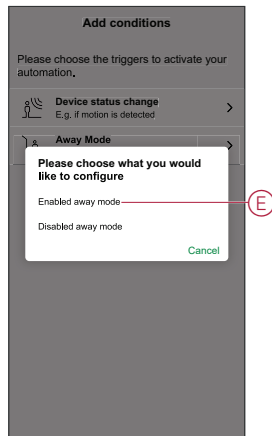 Add conditions
Please choose the triggers to activate your
automation.
Device status change
E.g. if motion is detected
Away Mode
Please choose what you would
like to configure
Enabled away mode
E
Disabled away mode
Cancel